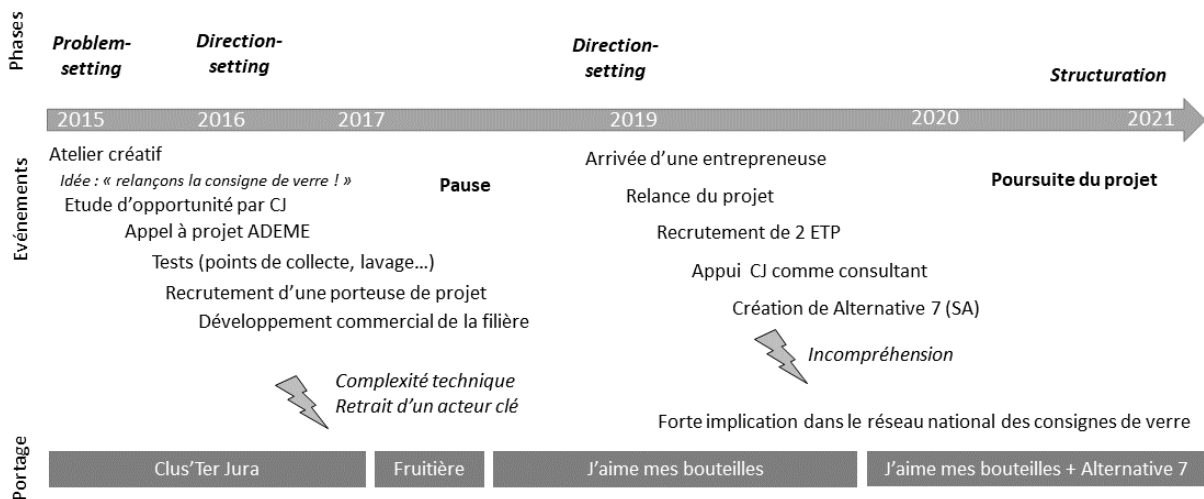 Phases
Problem-
setting
Direction-
setting
Direction-
setting
Structuration
2015 2016 2017 2019 2020 2021
Evénements
Atelier créatif
Idée : « relançons la consigne de verre ! »
Etude d’opportunité par CJ
Appel à projet ADEME
Tests (points de collecte, lavage…)
Recrutement d’une porteuse de projet
Développement commercial de la filière
Complexité technique
Retrait d’un acteur clé
Pause
Arrivée d’une entrepreneuse
Relance du projet
Recrutement de 2 ETP
Appui CJ comme consultant
Création de Alternative 7 (SA)
Incompréhension
Poursuite du projet
Forte implication dans le réseau national des consignes de verre
Portage
Clus’Ter Jura
Fruitière
J’aime mes bouteilles
J’aime mes bouteilles + Alternative 7